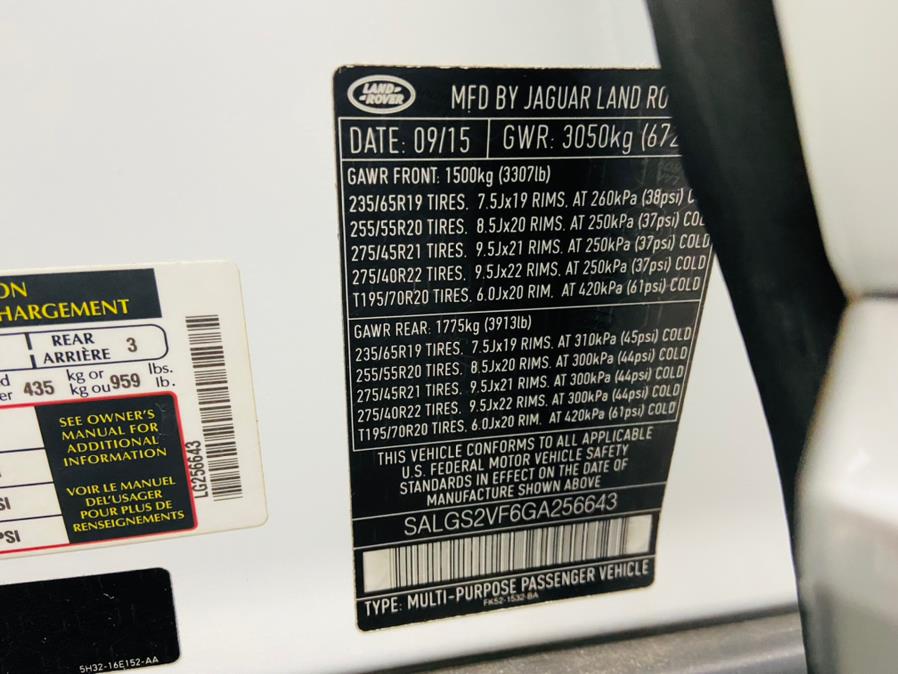 LAND-
-ROVER
MFD BY JAGUAR LAND RO
DATE: 09/15 GWR: 3050kg (672
GAWR FRONT: 1500kg (3307lb)
235/65R19 TIRES. 7.5Jx19 RIMS. AT 260kPa (38psi) C
255/55R20 TIRES. 8.5Jx20 RIMS. AT 250kPa (37psi) COL
275/45R21 TIRES. 9.5Jx21 RIMS. AT 250kPa (37psi) COLD
275/40R22 TIRES. 9.5Jx22 RIMS. AT 250kPa (37psi) COLD
T195/70R20 TIRES. 6.0Jx20 RIM. AT 420kPa (61psi) COLD
GAWR REAR: 1775kg (3913lb)
235/65R19 TIRES. 7.5Jx19 RIMS. AT 310kPa (45psi) COLD
255/55R20 TIRES. 8.5Jx20 RIMS. AT 300kPa (44psi) COLD
275/45R21 TIRES. 9.5Jx21 RIMS. AT 300kPa (44psi) COLD
275/40R22 TIRES. 9.5Jx22 RIMS. AT 300kPa (44psi) COLD
T195/70R20 TIRES. 6.0Jx20 RIM. AT 420kPa (61psi) COLD
THIS VEHICLE CONFORMS TO ALL APPLICABLE
U.S. FEDERAL MOTOR VEHICLE SAFETY
STANDARDS IN EFFECT ON THE DATE OF
MANUFACTURE SHOWN ABOVE
SALGS2VF6GA256643
TYPE: MULTI-PURPOSE PASSENGER VEHICLE
FK52-1532-BA
ON
HARGEMENT
REAR
ARRIÈRE 3
d
er 435 kg or
kg ou 959 lbs.
lb.
SEE OWNER'S
MANUAL FOR
ADDITIONAL
INFORMATION
VOIR LE MANUEL
DEL'USAGER
POUR PLUS DE
RENSEIGNEMENTS
SI
PSI
LG256643
5H32-16E152-AA